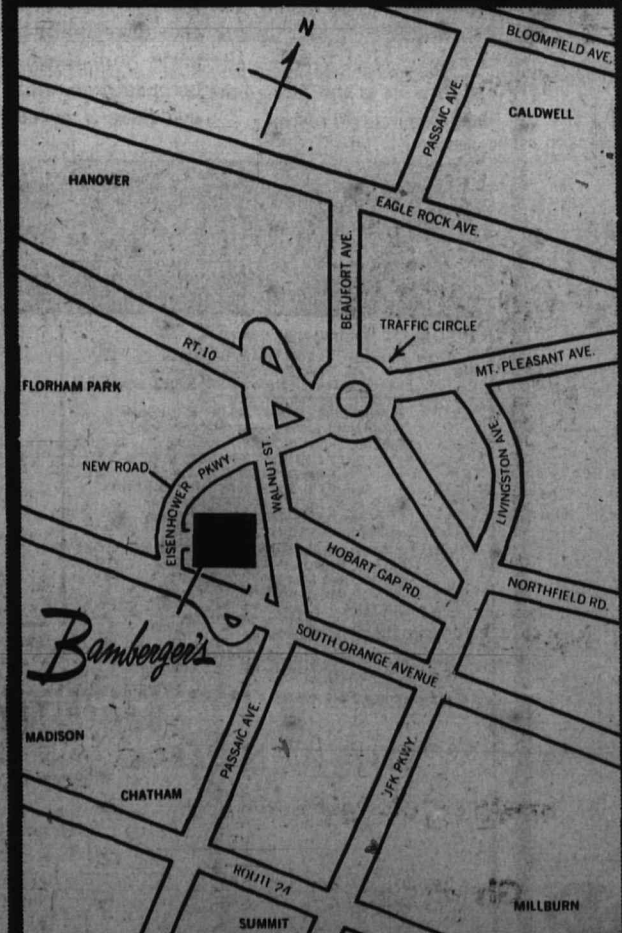 N
BLOOMFIELD AVE.
CALDWELL
PASSAIC AVE.
HANOVER
EAGLE ROCK AVE.
BEAUFORT AVE.
TRAFFIC CIRCLE
RT. 10
MT. PLEASANT AVE.
FLORHAM PARK
LIVINGSTON AVE.
NEW ROAD
EISENHOWER PKWY.
WALNUT ST.
HOBART GAP RD.
NORTHFIELD RD.
Bamberger's
SOUTH ORANGE AVENUE
MADISON
PASSAIC AVE.
JFK PKWY.
CHATHAM
ROUTE 24
MILLBURN
SUMMIT